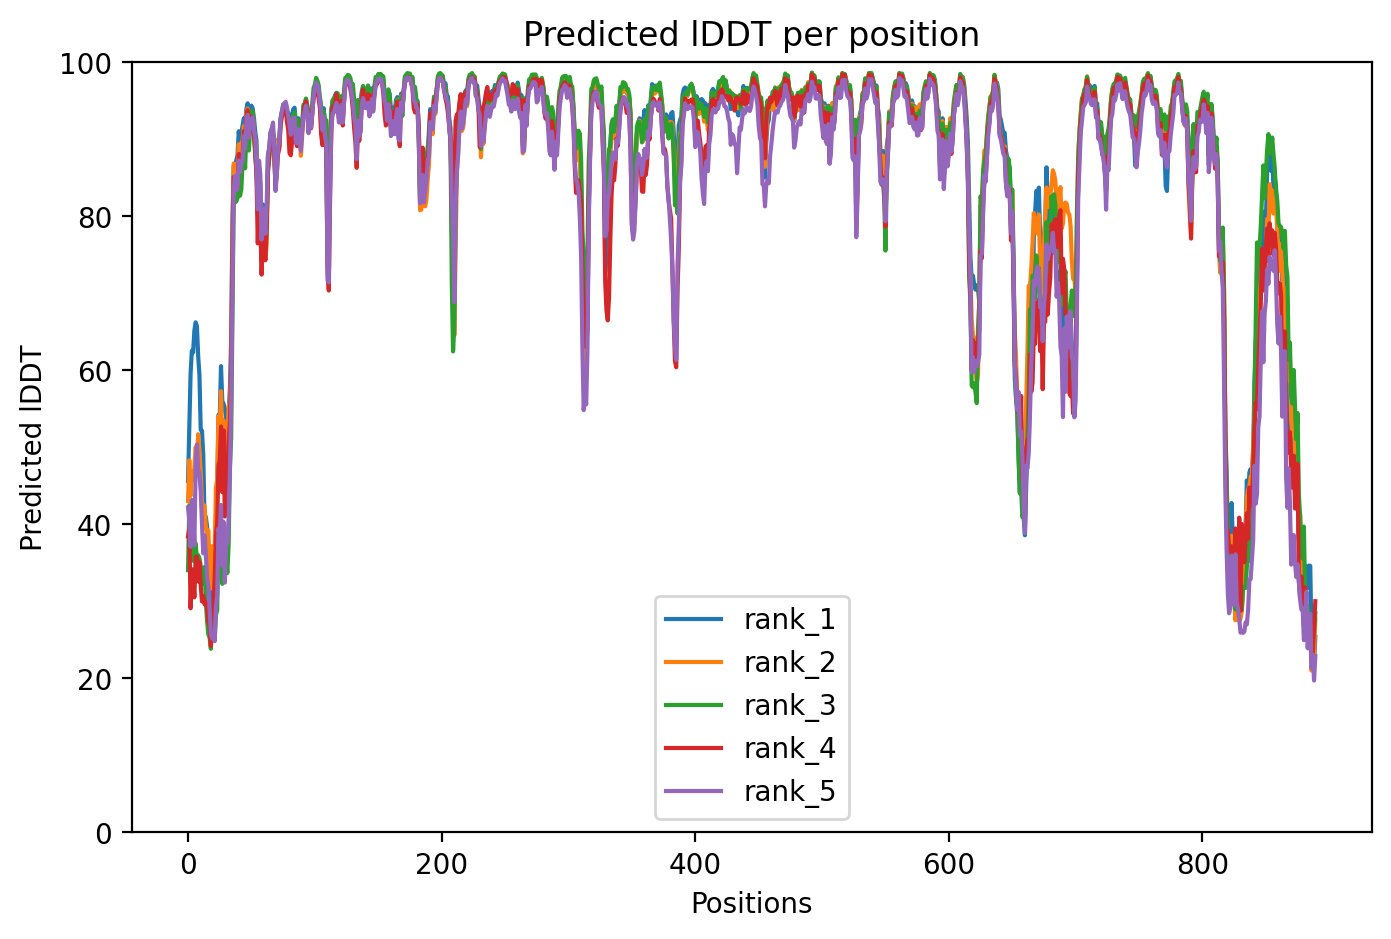 Predicted lDDT per position
100
80
60
40
20
0
Predicted lDDT
0 200 400 600 800
Positions
rank_1
rank_2
rank_3
rank_4
rank_5